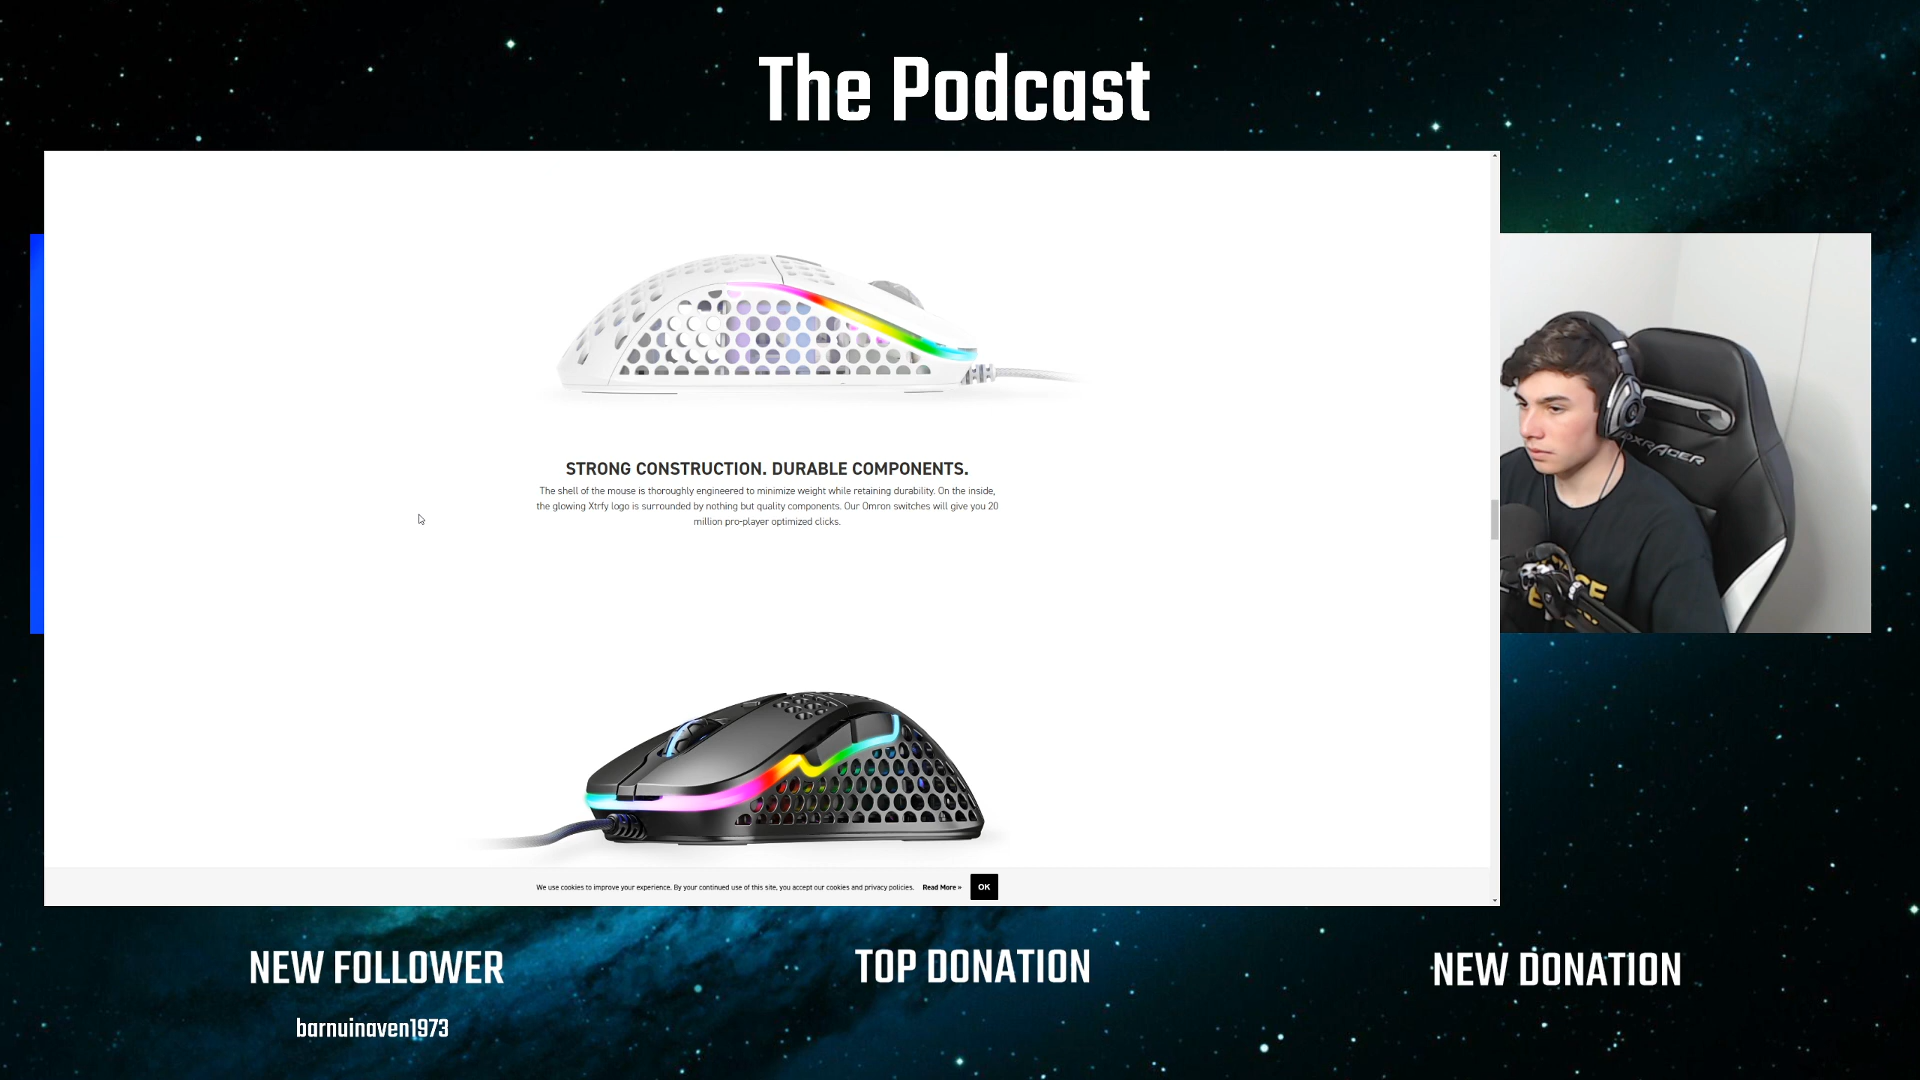 The Podcast
STRONG CONSTRUCTION. DURABLE COMPONENTS.
The shell of the mouse is thoroughly engineered to minimize weight while retaining durability. On the inside,
the glowing Xtrfy logo is surrounded by nothing but quality components. Our Omron switches will give you 20
million pro-player optimized clicks.
DXRACER
We use cookies to improve your experience. By your continued use of this site, you accept our cookies and privacy policies. Read More » OK
NEW FOLLOWER
TOP DONATION
NEW DONATION
barnuinaven1973